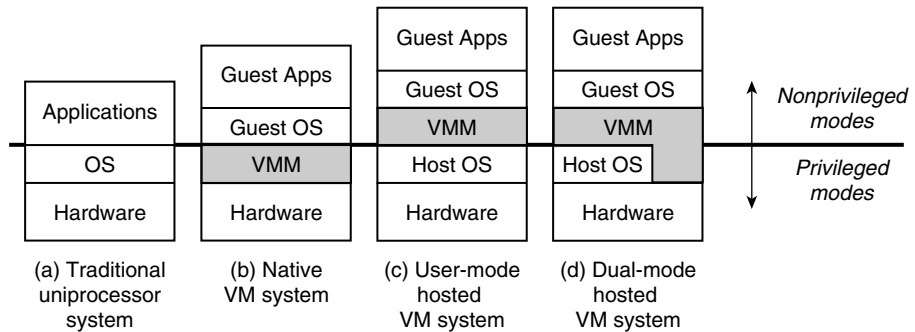 Applications
OS
Hardware
(a) Traditional
uniprocessor
system
Guest Apps
Guest OS
VMM
Hardware
(b) Native
VM system
Guest Apps
Guest OS
VMM
Host OS
Hardware
(c) User-mode
hosted
VM system
Guest Apps
Guest OS
VMM
Host OS
Hardware
(d) Dual-mode
hosted
VM system
Nonprivileged
modes
Privileged
modes